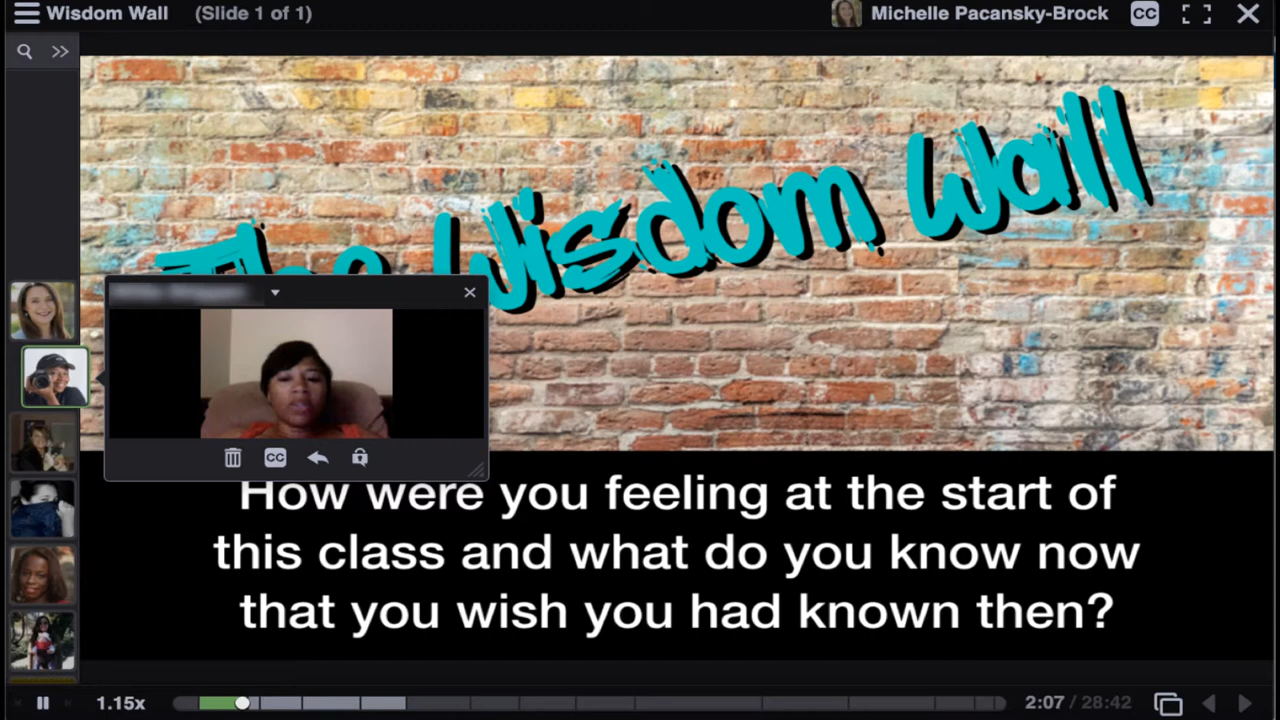 Wisdom Wall (Slide 1 of 1)
Michelle Pacansky-Brock CC
The Wisdom Wall
CC
How were you feeling at the start of
this class and what do you know now
that you wish you had known then?
1.15x
2:07 / 28:42